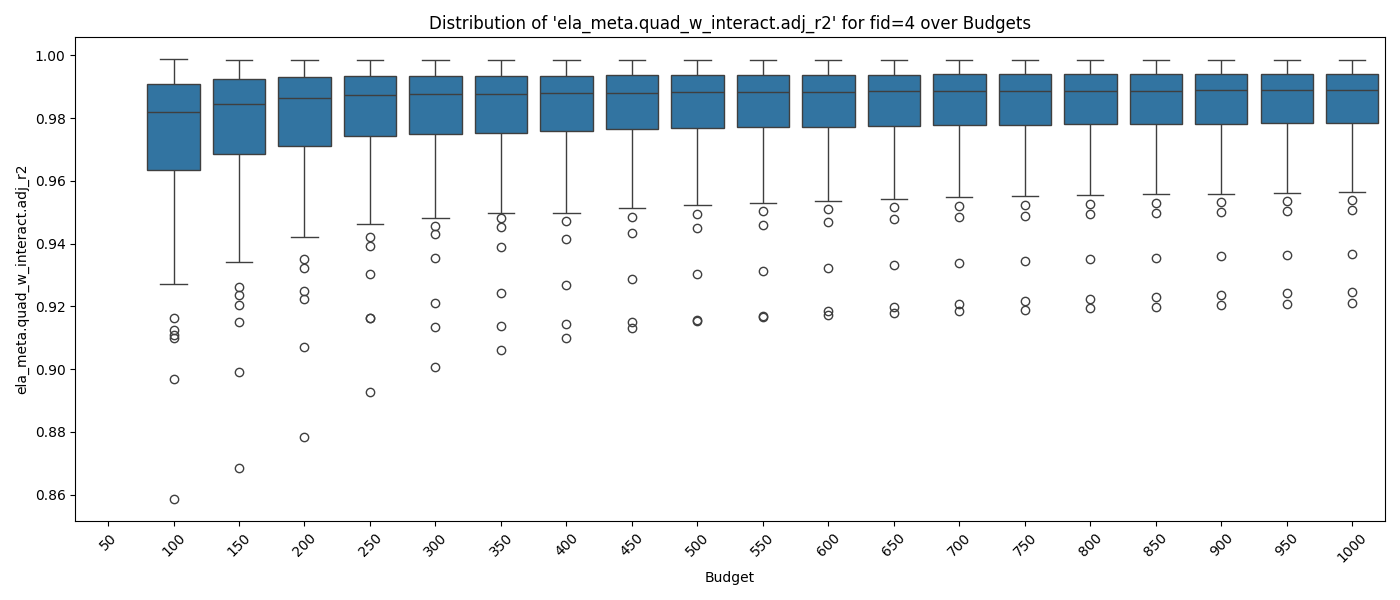 Distribution of 'ela_meta.quad_w_interact.adj_r2' for fid=4 over Budgets
ela_meta.quad_w_interact.adj_r2
1.00
0.98
0.96
0.94
0.92
0.90
0.88
0.86
50 100 150 200 250 300 350 400 450 500 550 600 650 700 750 800 850 900 950 1000
Budget